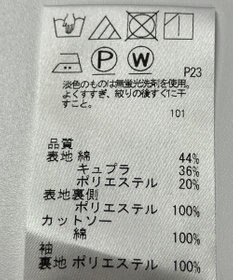 P W
P23
淡色のものは無蛍光洗剤を使用。
よくすすぎ、絞りの後すぐに干
すこと。
101
品質
表地 綿 44%
キュプラ 36%
ポリエステル 20%
表地裏側
ポリエステル 100%
カットソー
綿 100%
袖
裏地 ポリエステル 100%